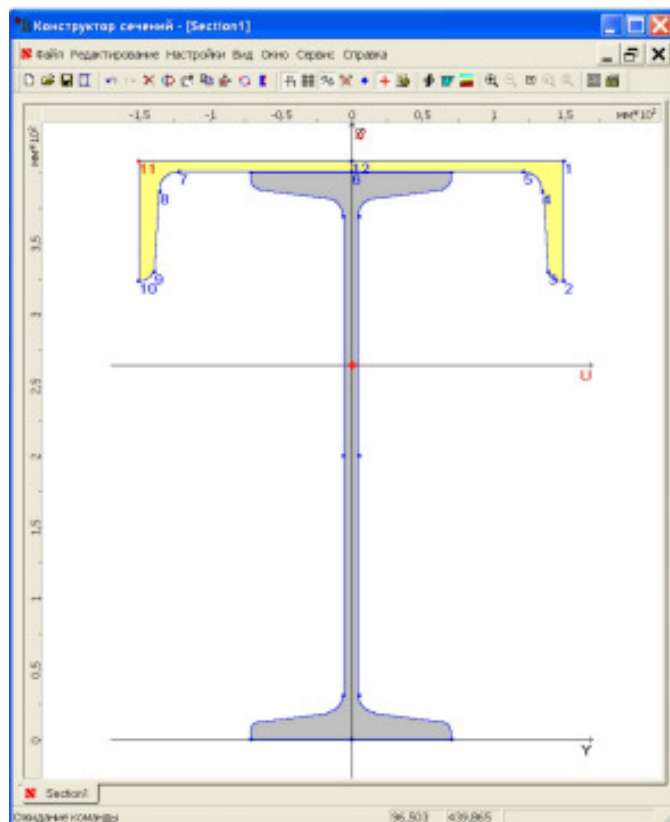 Конструктор сечений - [Section1]
Файл Редактирование Настройки Вид Окно Сервис Справка
-1,5 -1 -0,5 0 0,5 1 1,5 мм*10²
мм*10²
11 12 1
7 6 5
8 4
3,5
9 3
10 2
3
U
2,5
2
1,5
1
0,5
0
Y
Section1
Ожидание команды 96,503 439,865